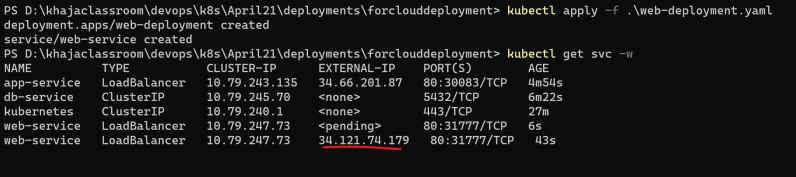 PS D:\khajaclassroom\devops\k8s\April21\deployments\forclouddeployment> kubectl apply -f .\web-deployment.yaml
deployment.apps/web-deployment created
service/web-service created
PS D:\khajaclassroom\devops\k8s\April21\deployments\forclouddeployment> kubectl get svc -w
NAME TYPE CLUSTER-IP EXTERNAL-IP PORT(S) AGE
app-service LoadBalancer 10.79.243.135 34.66.201.87 80:30083/TCP 4m54s
db-service ClusterIP 10.79.245.70 <none> 5432/TCP 6m22s
kubernetes ClusterIP 10.79.240.1 <none> 443/TCP 27m
web-service LoadBalancer 10.79.247.73 <pending> 80:31777/TCP 6s
web-service LoadBalancer 10.79.247.73 34.121.74.179 80:31777/TCP 43s